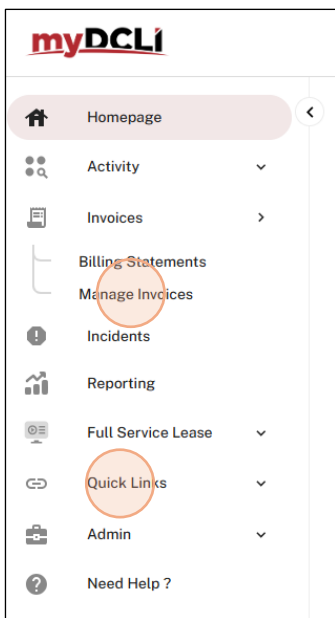 myDCLI
Homepage
Activity
Invoices
Billing Statements
Manage Invoices
Incidents
Reporting
Full Service Lease
Quick Links
Admin
Need Help ?